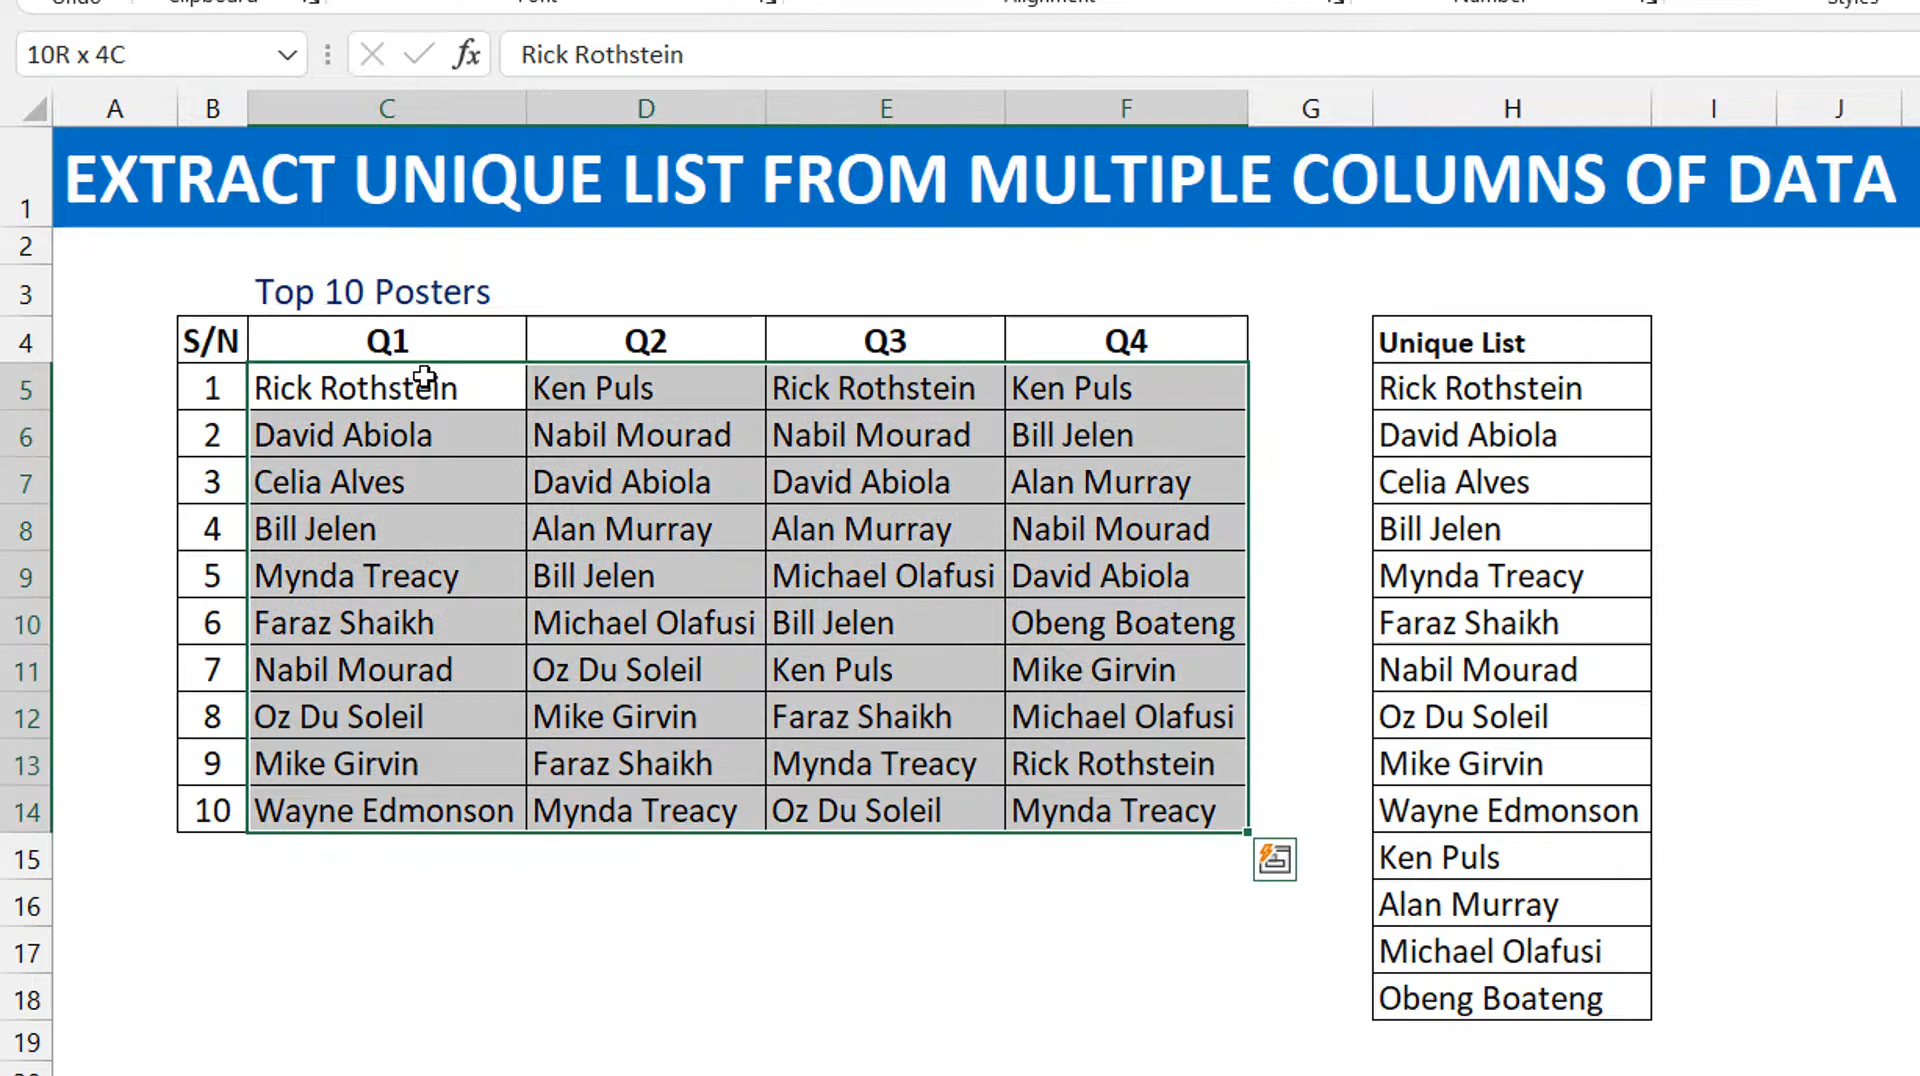 Undo Clipboard Font Alignment Number Styles
10R x 4C fx Rick Rothstein
A B C D E F G H I J
1 EXTRACT UNIQUE LIST FROM MULTIPLE COLUMNS OF DATA
2
3 Top 10 Posters
4 S/N Q1 Q2 Q3 Q4 Unique List
5 1 Rick Rothstein Ken Puls Rick Rothstein Ken Puls Rick Rothstein
6 2 David Abiola Nabil Mourad Nabil Mourad Bill Jelen David Abiola
7 3 Celia Alves David Abiola David Abiola Alan Murray Celia Alves
8 4 Bill Jelen Alan Murray Alan Murray Nabil Mourad Bill Jelen
9 5 Mynda Treacy Bill Jelen Michael Olafusi David Abiola Mynda Treacy
10 6 Faraz Shaikh Michael Olafusi Bill Jelen Obeng Boateng Faraz Shaikh
11 7 Nabil Mourad Oz Du Soleil Ken Puls Mike Girvin Nabil Mourad
12 8 Oz Du Soleil Mike Girvin Faraz Shaikh Michael Olafusi Oz Du Soleil
13 9 Mike Girvin Faraz Shaikh Mynda Treacy Rick Rothstein Mike Girvin
14 10 Wayne Edmonson Mynda Treacy Oz Du Soleil Mynda Treacy Wayne Edmonson
15 Ken Puls
16 Alan Murray
17 Michael Olafusi
18 Obeng Boateng
19